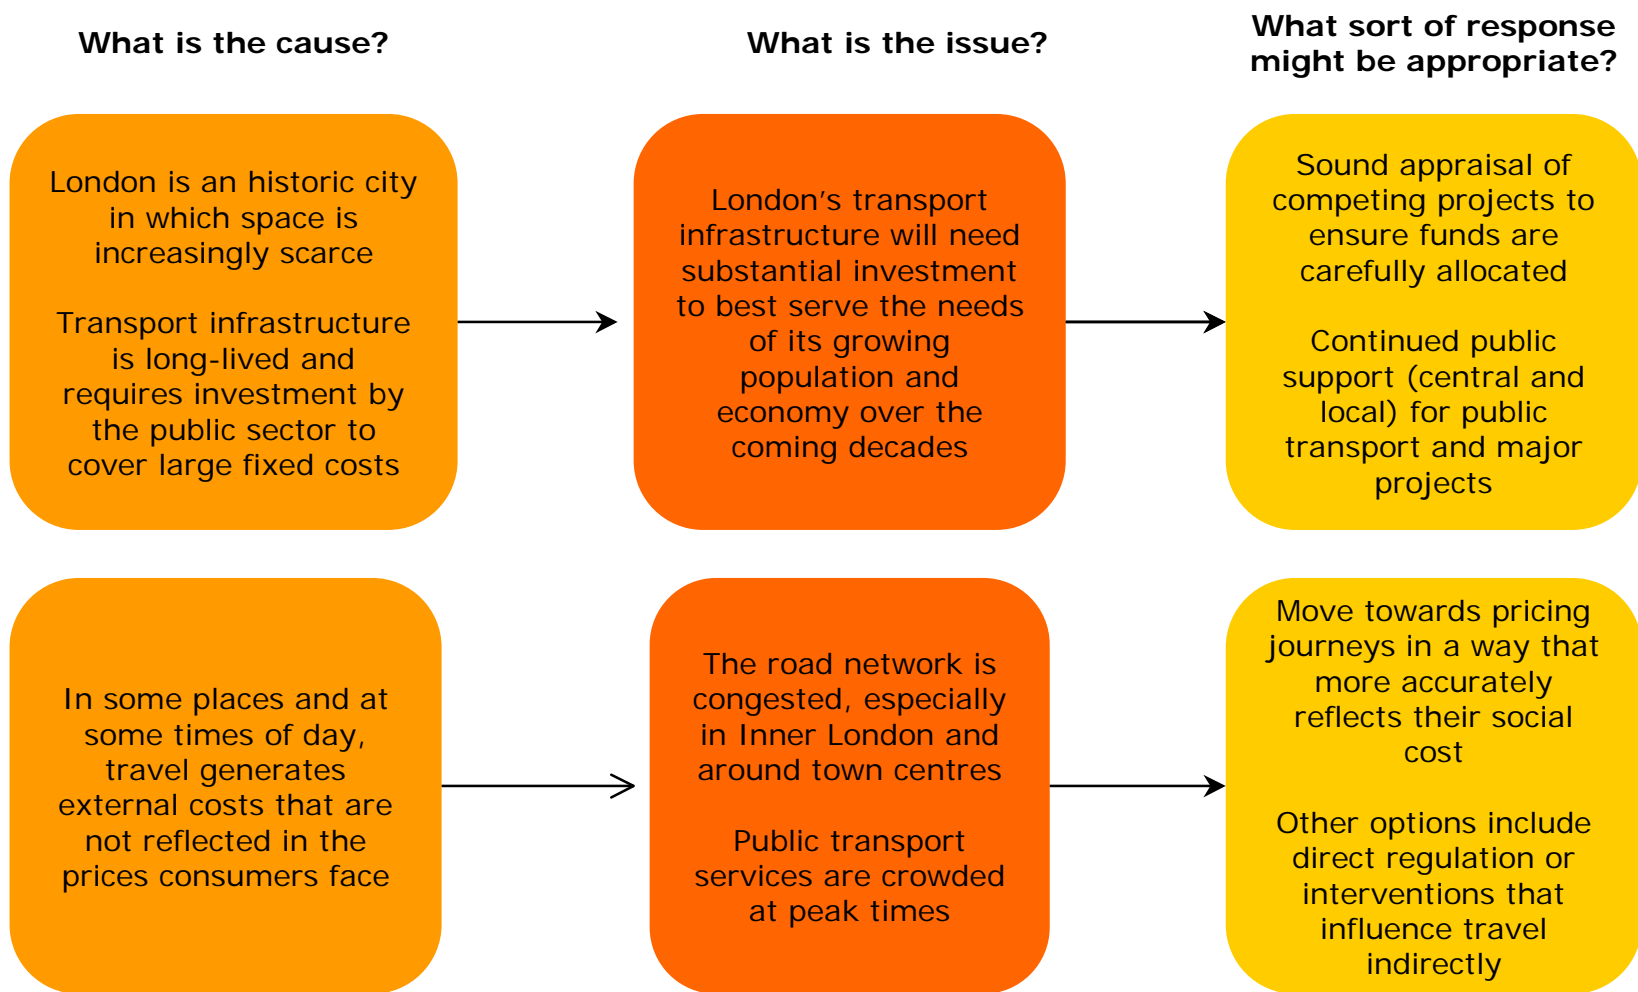 What is the cause?
What is the issue?
What sort of response
might be appropriate?
London is an historic city
in which space is
increasingly scarce
Transport infrastructure
is long-lived and
requires investment by
the public sector to
cover large fixed costs
London’s transport
infrastructure will need
substantial investment
to best serve the needs
of its growing
population and
economy over the
coming decades
Sound appraisal of
competing projects to
ensure funds are
carefully allocated
Continued public
support (central and
local) for public
transport and major
projects
In some places and at
some times of day,
travel generates
external costs that are
not reflected in the
prices consumers face
The road network is
congested, especially
in Inner London and
around town centres
Public transport
services are crowded
at peak times
Move towards pricing
journeys in a way that
more accurately
reflects their social
cost
Other options include
direct regulation or
interventions that
influence travel
indirectly